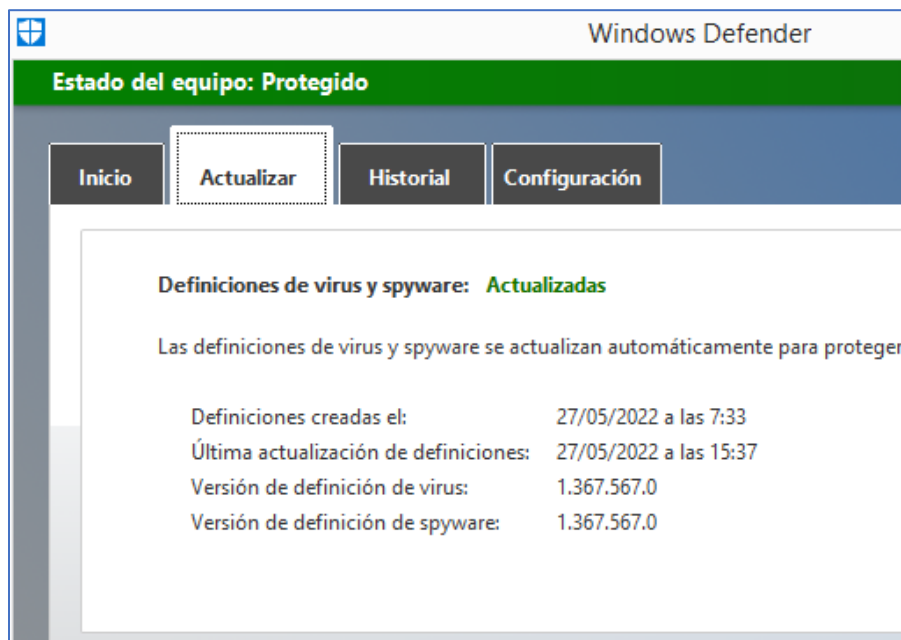 Windows Defender
Estado del equipo: Protegido
Inicio Actualizar Historial Configuración
Definiciones de virus y spyware: Actualizadas
Las definiciones de virus y spyware se actualizan automáticamente para proteger
Definiciones creadas el: 27/05/2022 a las 7:33
Última actualización de definiciones: 27/05/2022 a las 15:37
Versión de definición de virus: 1.367.567.0
Versión de definición de spyware: 1.367.567.0